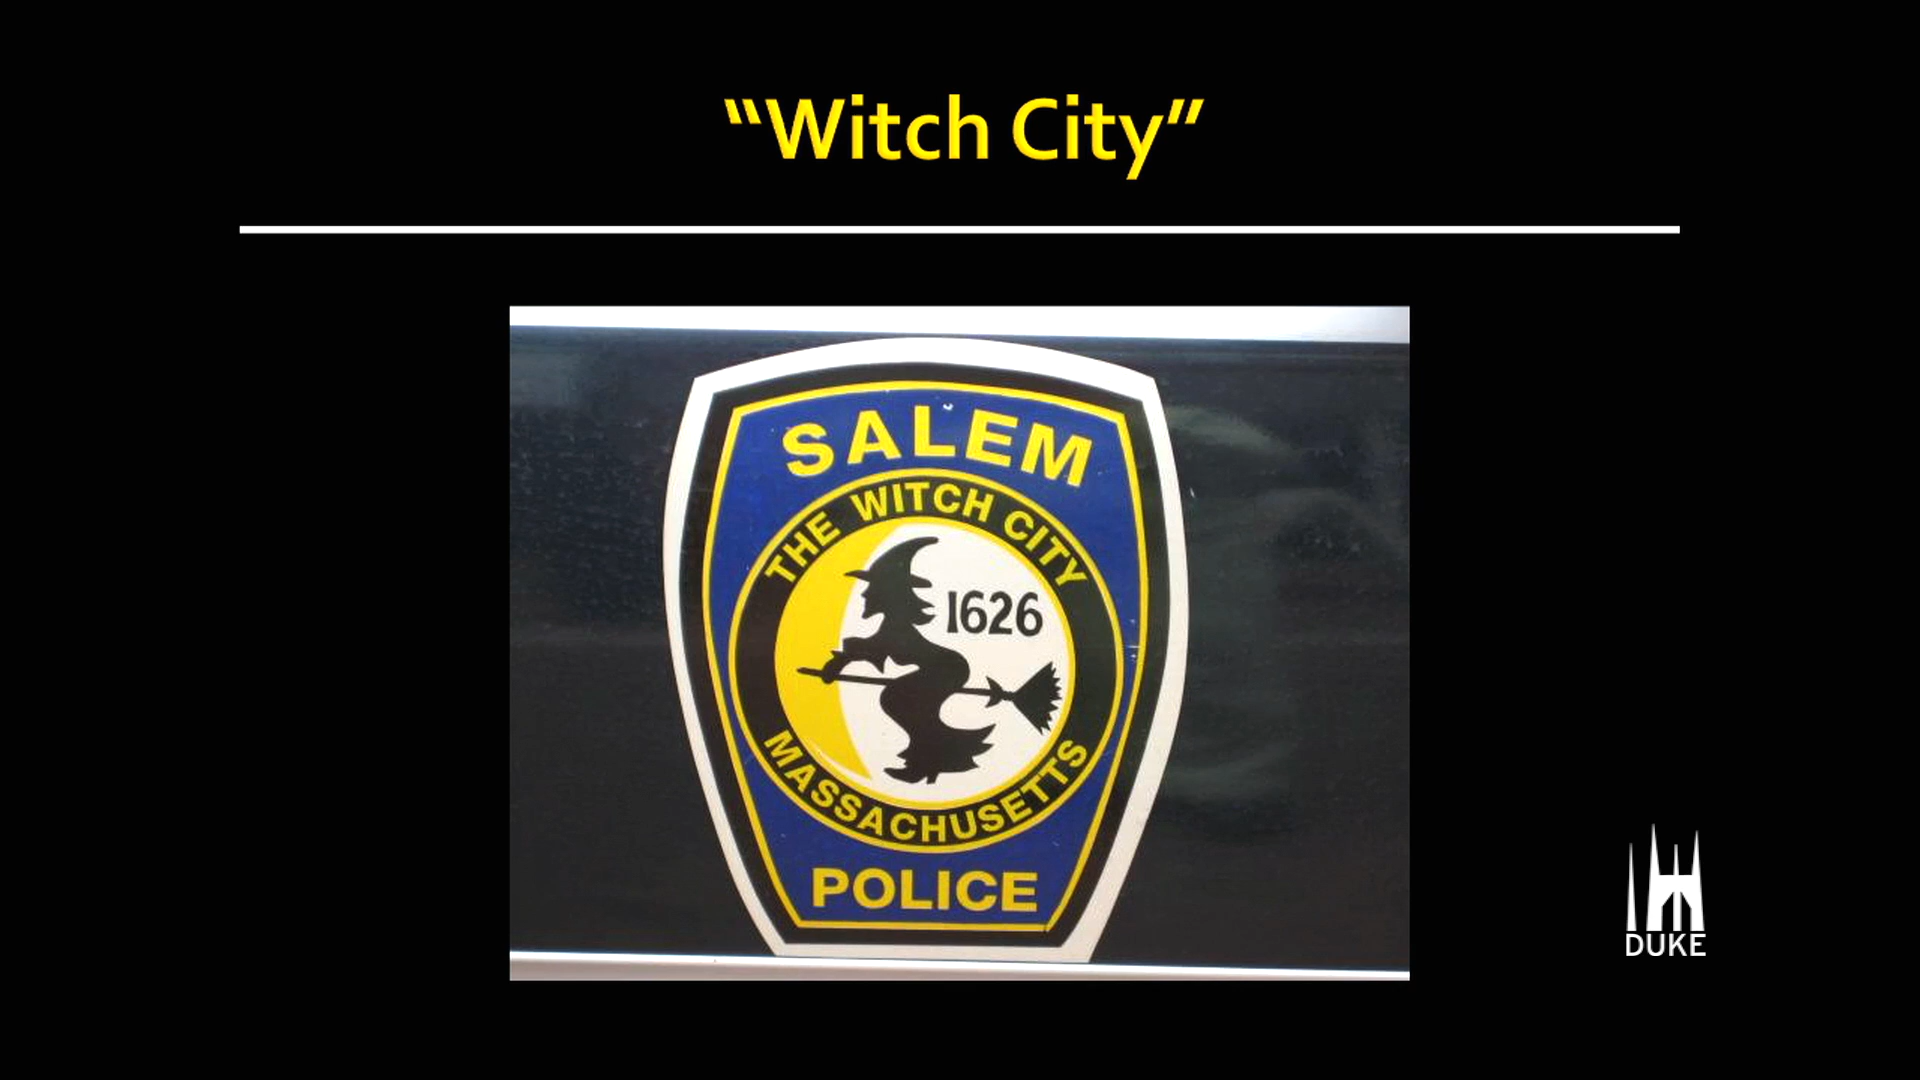 “Witch City”
SALEM
THE WITCH CITY
1626
MASSACHUSETTS
POLICE
DUKE